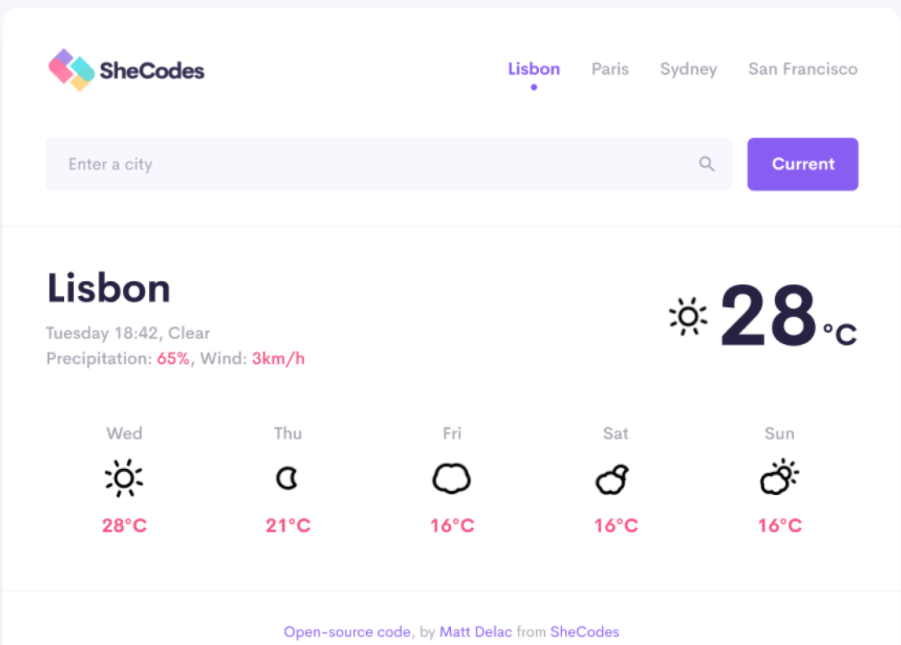 SheCodes
Lisbon Paris Sydney San Francisco
Enter a city
Current
Lisbon
28 °C
Tuesday 18:42, Clear
Precipitation: 65%, Wind: 3km/h
Wed Thu Fri Sat Sun
28°C 21°C 16°C 16°C 16°C
Open-source code, by Matt Delac from SheCodes